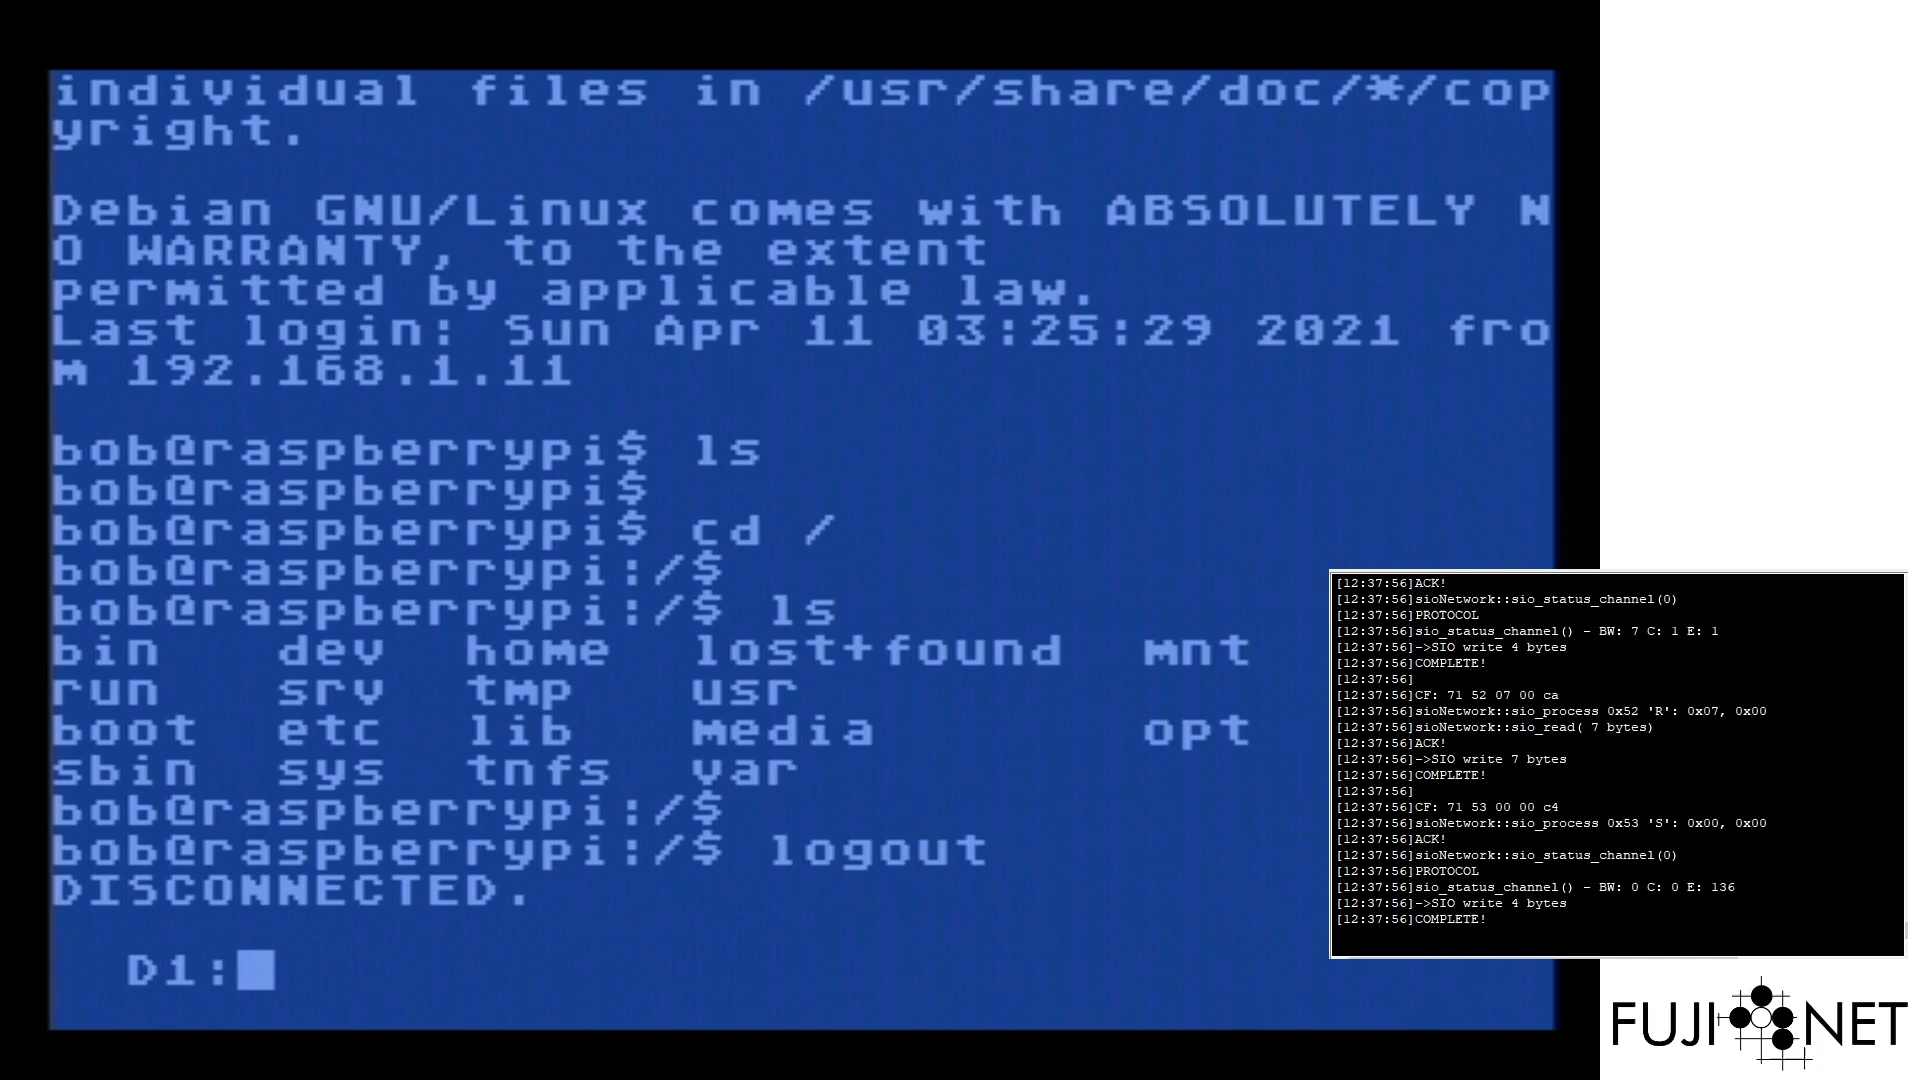 individual files in /usr/share/doc/*/cop
yright.
Debian GNU/Linux comes with ABSOLUTELY N
O WARRANTY, to the extent
permitted by applicable law.
Last login: Sun Apr 11 03:25:29 2021 fro
m 192.168.1.11
bob@raspberrypi$ ls
bob@raspberrypi$
bob@raspberrypi$ cd /
bob@raspberrypi:/$
bob@raspberrypi:/$ ls
bin dev home lost+found mnt
run srv tmp usr
boot etc lib media opt
sbin sys tnfs var
bob@raspberrypi:/$
bob@raspberrypi:/$ logout
DISCONNECTED.
D1:
[12:37:56]ACK!
[12:37:56]sioNetwork::sio_status_channel(0)
[12:37:56]PROTOCOL
[12:37:56]sio_status_channel() - BW: 7 C: 1 E: 1
[12:37:56]->SIO write 4 bytes
[12:37:56]COMPLETE!
[12:37:56]
[12:37:56]CF: 71 52 07 00 ca
[12:37:56]sioNetwork::sio_process 0x52 'R': 0x07, 0x00
[12:37:56]sioNetwork::sio_read( 7 bytes)
[12:37:56]ACK!
[12:37:56]->SIO write 7 bytes
[12:37:56]COMPLETE!
[12:37:56]
[12:37:56]CF: 71 53 00 00 c4
[12:37:56]sioNetwork::sio_process 0x53 'S': 0x00, 0x00
[12:37:56]ACK!
[12:37:56]sioNetwork::sio_status_channel(0)
[12:37:56]PROTOCOL
[12:37:56]sio_status_channel() - BW: 0 C: 0 E: 136
[12:37:56]->SIO write 4 bytes
[12:37:56]COMPLETE!
FUJI NET